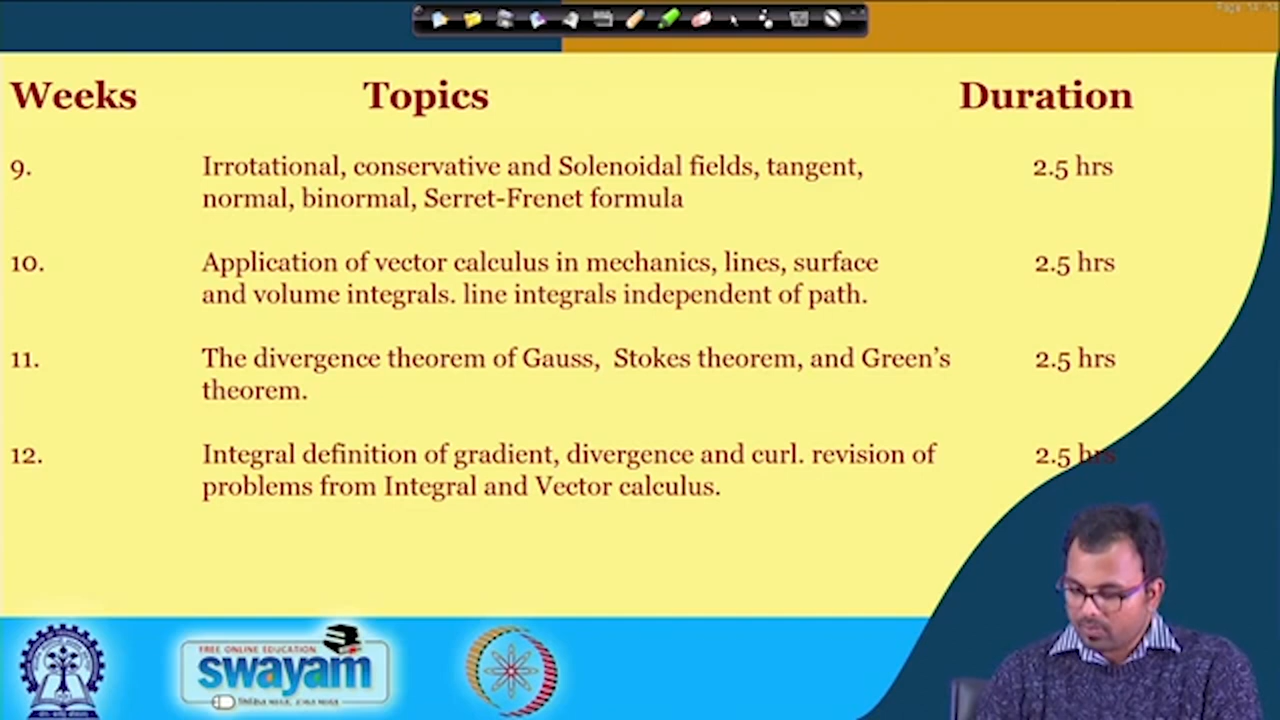 Weeks Topics Duration
9. Irrotational, conservative and Solenoidal fields, tangent, 2.5 hrs
normal, binormal, Serret-Frenet formula
10. Application of vector calculus in mechanics, lines, surface 2.5 hrs
and volume integrals. line integrals independent of path.
11. The divergence theorem of Gauss, Stokes theorem, and Green's 2.5 hrs
theorem.
12. Integral definition of gradient, divergence and curl. revision of 2.5 hrs
problems from Integral and Vector calculus.
FREE ONLINE EDUCATION
swayam